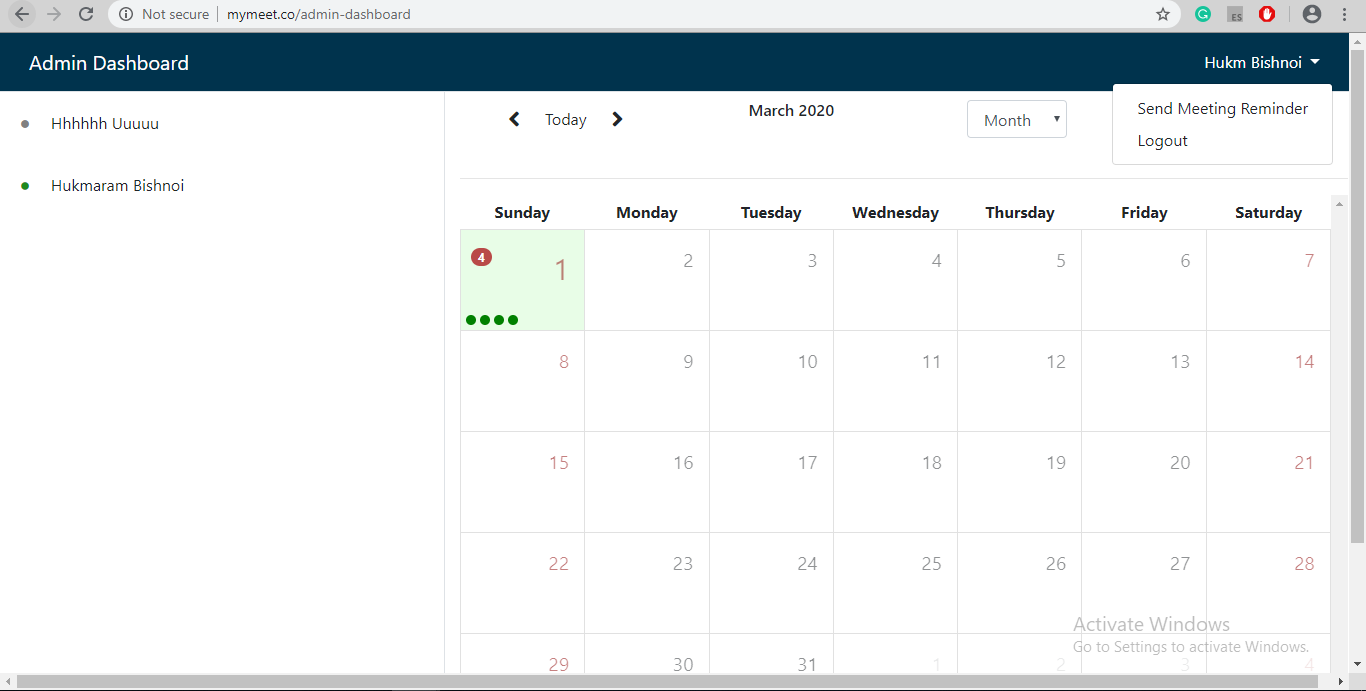 Not secure mymeet.co/admin-dashboard
G ES
Admin Dashboard Hukm Bishnoi
Send Meeting Reminder
Logout
Hhhhhh Uuuuu
Hukmaram Bishnoi
Today March 2020 Month
Sunday Monday Tuesday Wednesday Thursday Friday Saturday
4 1 2 3 4 5 6 7
8 9 10 11 12 13 14
15 16 17 18 19 20 21
22 23 24 25 26 27 28
29 30 31 1 2 3 4
Activate Windows
Go to Settings to activate Windows.